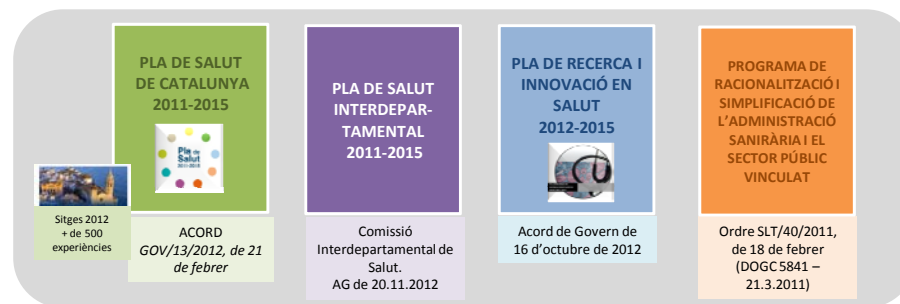 PLA DE SALUT
DE CATALUNYA
2011-2015
Pla de
Salut
2011-2015
Sitges 2012
+ de 500
experiències
ACORD
GOV/13/2012, de 21
de febrer
PLA DE SALUT
INTERDEPAR-
TAMENTAL
2011-2015
Comissió
Interdepartamental de
Salut.
AG de 20.11.2012
PLA DE RECERCA I
INNOVACIÓ EN
SALUT
2012-2015
Acord de Govern de
16 d'octubre de 2012
PROGRAMA DE
RACIONALITZACIÓ I
SIMPLIFICACIÓ DE
L'ADMINISTRACIÓ
SANIRÀRIA I EL
SECTOR PÚBLIC
VINCULAT
Ordre SLT/40/2011,
de 18 de febrer
(DOGC 5841 –
21.3.2011)